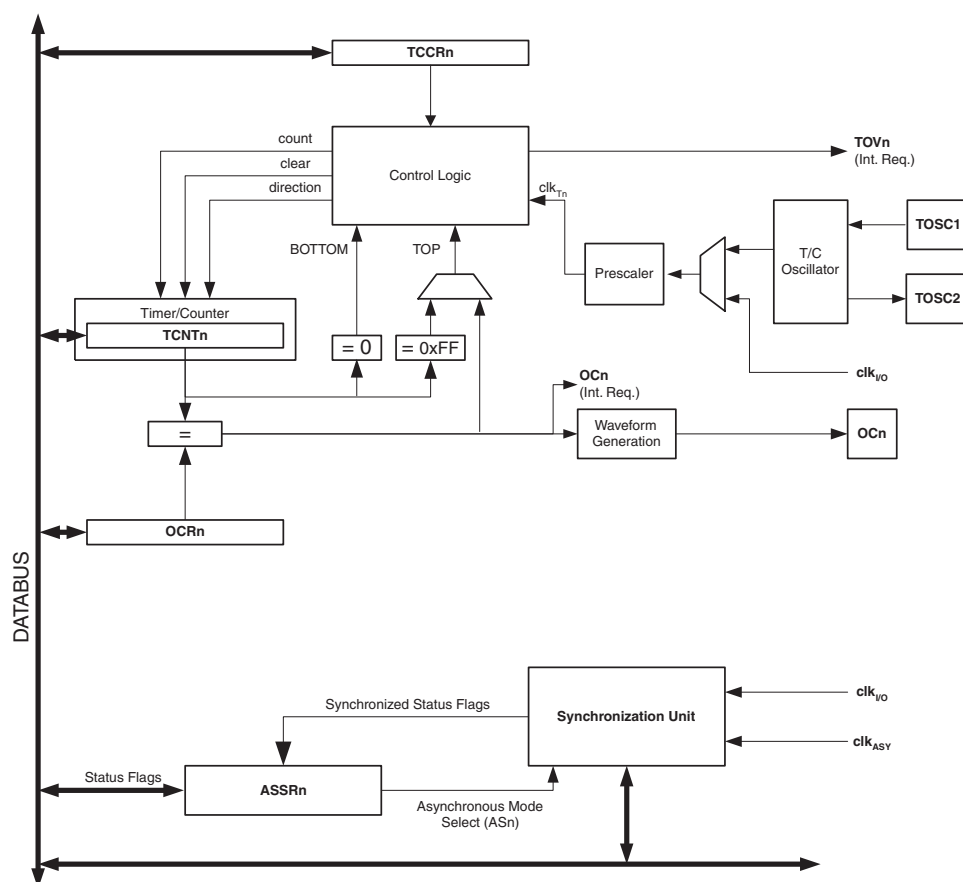 TCCRn
count
clear
direction
Control Logic
TOVn
(Int. Req.)
clkTn
BOTTOM
TOP
TOSC1
T/C
Oscillator
Prescaler
TOSC2
Timer/Counter
TCNTn
= 0
= 0xFF
OCn
(Int. Req.)
clkI/O
=
Waveform
Generation
OCn
OCRn
DATABUS
Synchronized Status Flags
Synchronization Unit
clkI/O
clkASY
Status Flags
ASSRn
Asynchronous Mode
Select (ASn)